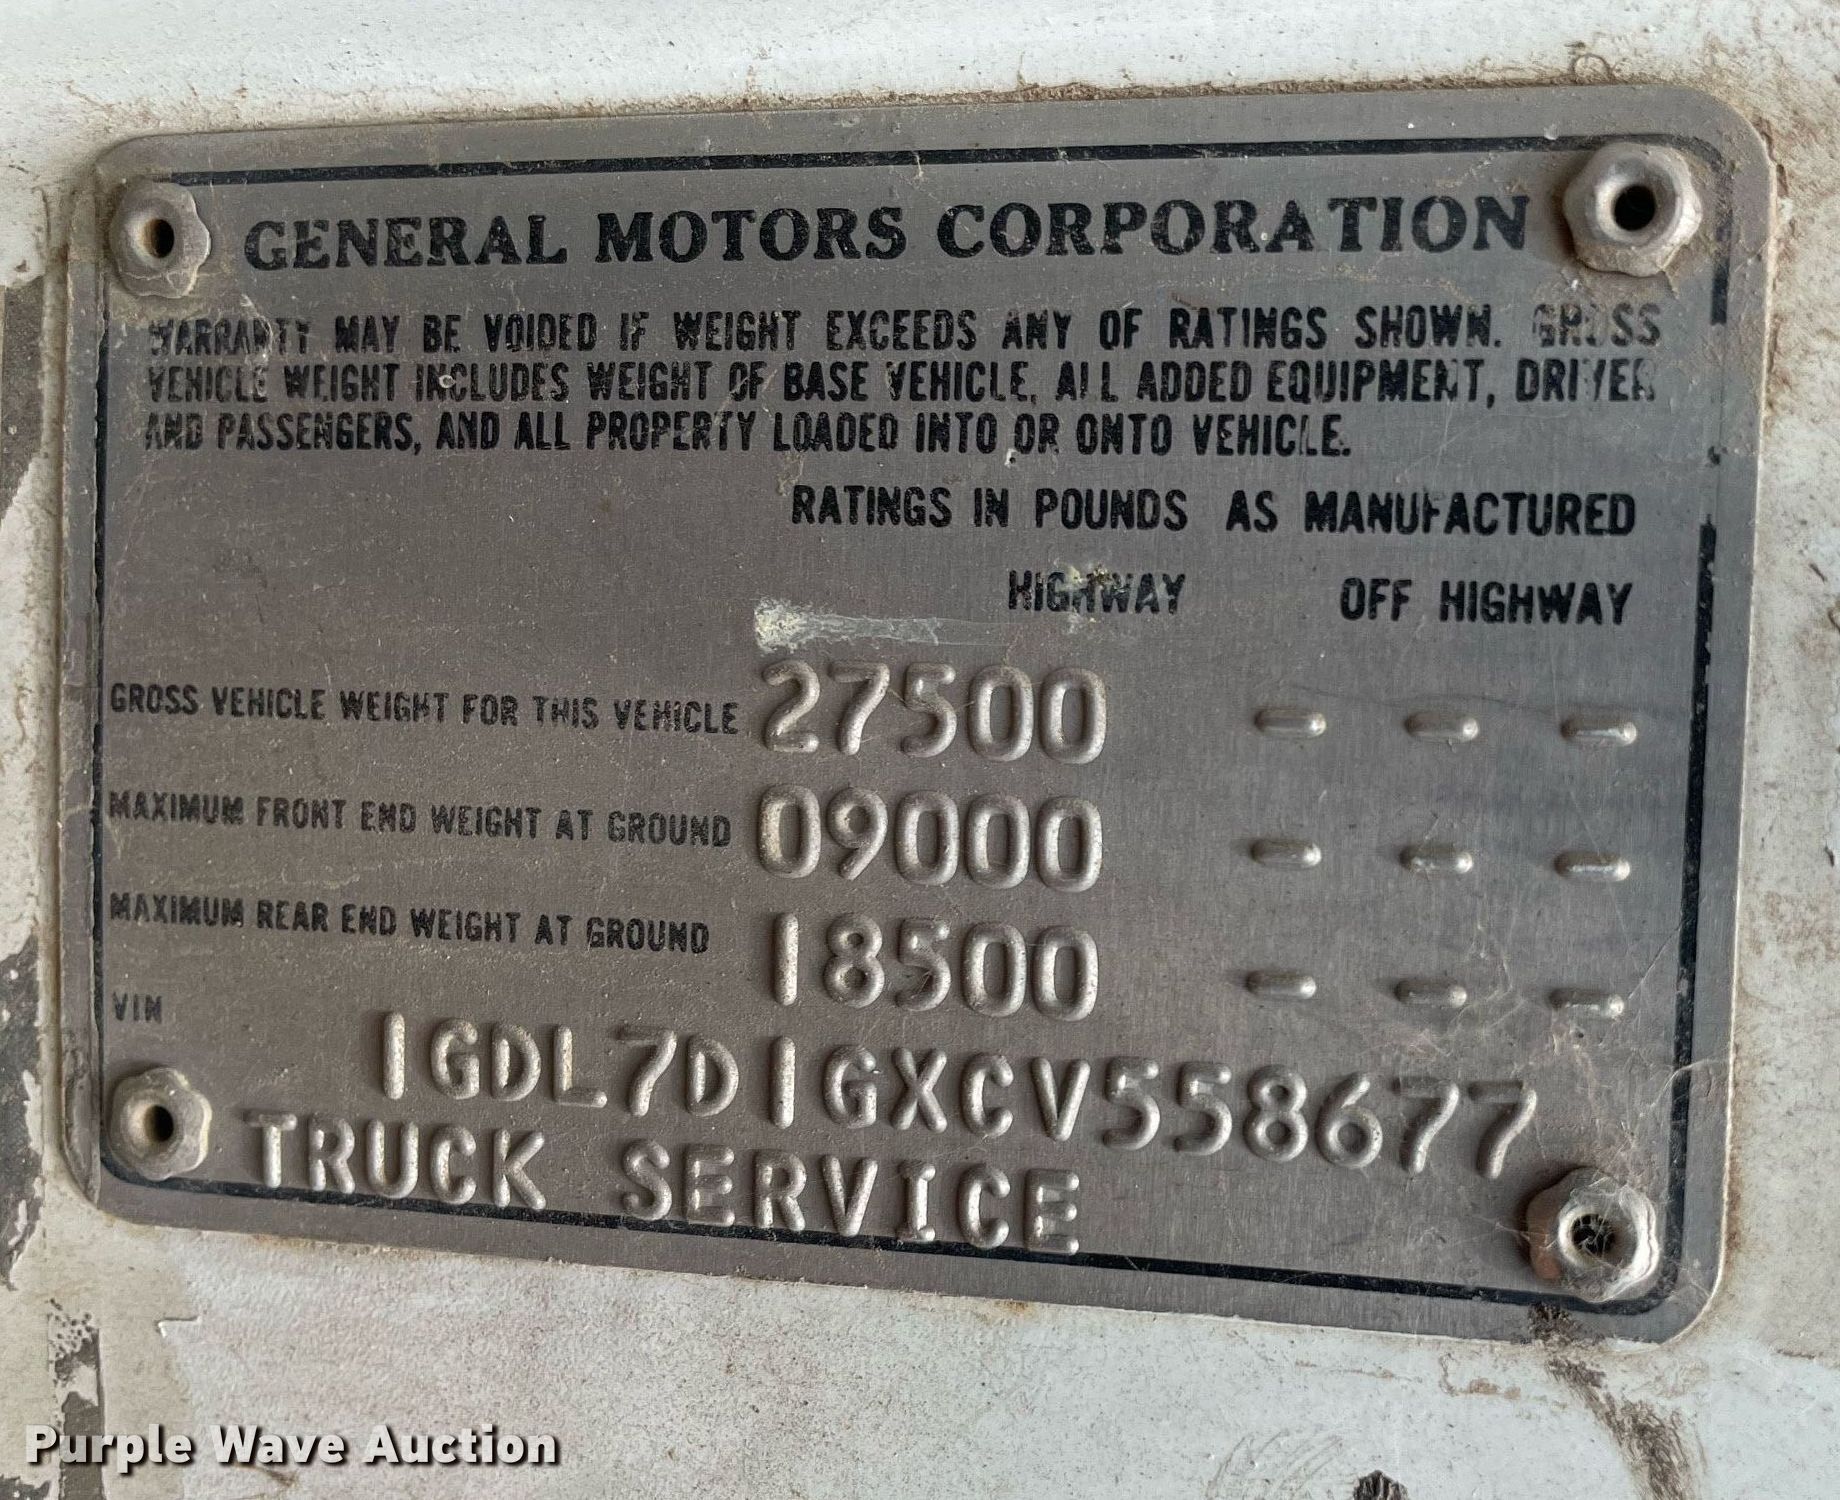 GENERAL MOTORS CORPORATION
WARRANTY MAY BE VOIDED IF WEIGHT EXCEEDS ANY OF RATINGS SHOWN. GROSS
VEHICLE WEIGHT INCLUDES WEIGHT OF BASE VEHICLE, ALL ADDED EQUIPMENT, DRIVER
AND PASSENGERS, AND ALL PROPERTY LOADED INTO OR ONTO VEHICLE.
RATINGS IN POUNDS AS MANUFACTURED
HIGHWAY OFF HIGHWAY
GROSS VEHICLE WEIGHT FOR THIS VEHICLE 27500 - - -
MAXIMUM FRONT END WEIGHT AT GROUND 09000 - - -
MAXIMUM REAR END WEIGHT AT GROUND 18500 - - -
VIN
1GDL7D1GXCV558677
TRUCK SERVICE
Purple Wave Auction